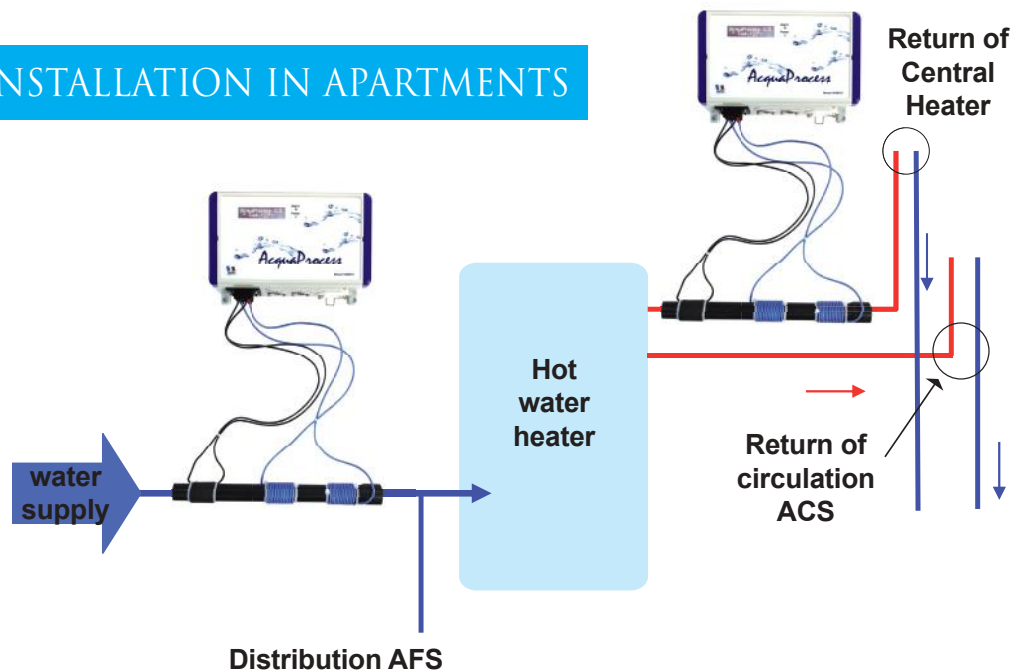 NSTALLATION IN APARTMENTS
AcquaProcess
Return of
Central
Heater
AcquaProcess
Hot
water
heater
water
supply
Return of
circulation
ACS
Distribution AFS